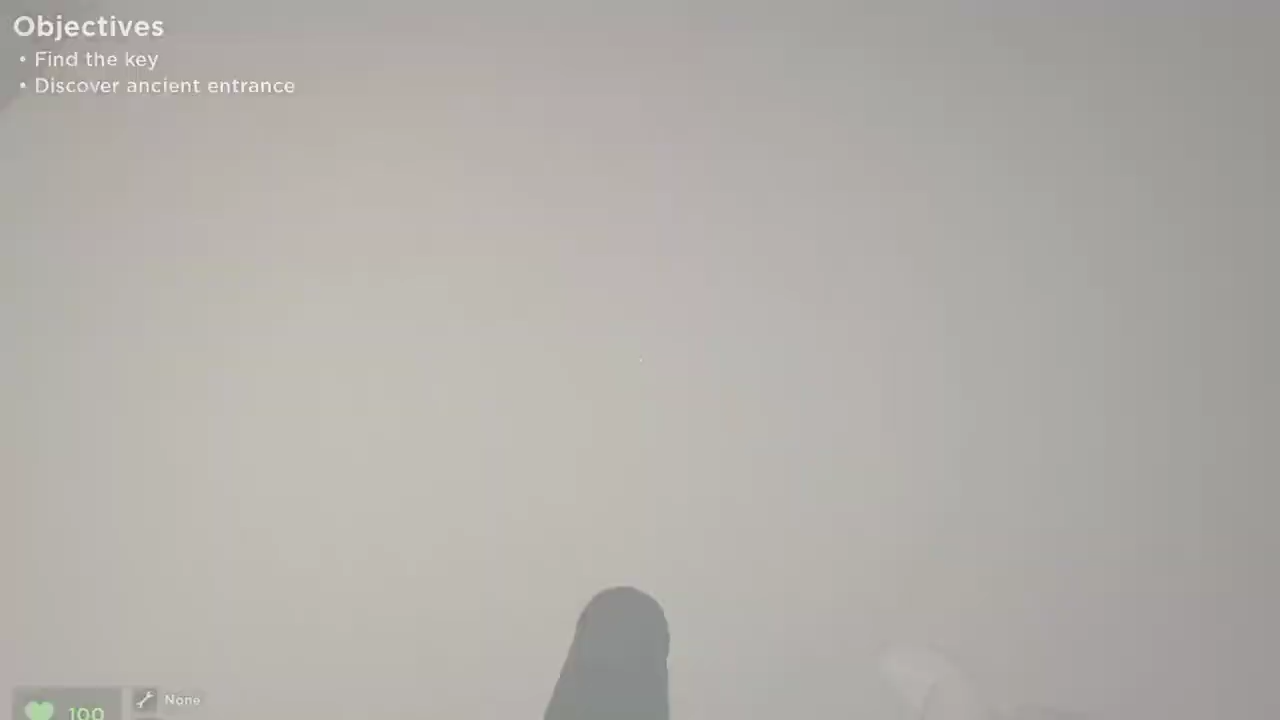 Objectives
• Find the key
• Discover ancient entrance
None
100